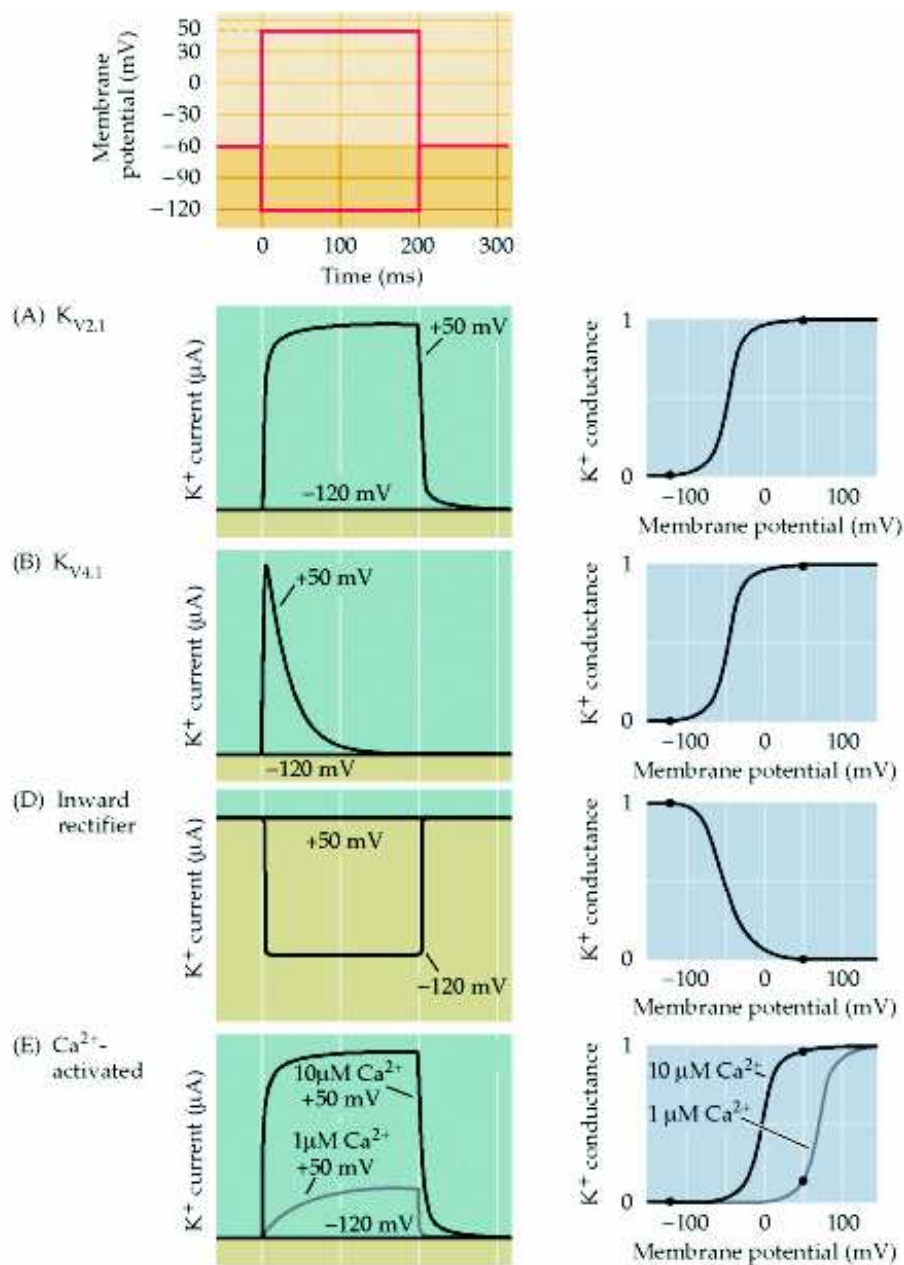 Membrane
potential (mV)
50
30
0
−30
−60
−90
−120
0 100 200 300
Time (ms)
(A) K_V2.1
K⁺ current (µA)
+50 mV
−120 mV
K⁺ conductance
1
0
−100 0 100
Membrane potential (mV)
(B) K_V4.1
K⁺ current (µA)
+50 mV
−120 mV
K⁺ conductance
1
0
−100 0 100
Membrane potential (mV)
(D) Inward
rectifier
K⁺ current (µA)
+50 mV
−120 mV
K⁺ conductance
1
0
−100 0 100
Membrane potential (mV)
(E) Ca²⁺-
activated
K⁺ current (µA)
10µM Ca²⁺
+50 mV
1µM Ca²⁺
+50 mV
−120 mV
K⁺ conductance
1
0
10 µM Ca²⁺
1 µM Ca²⁺
−100 0 100
Membrane potential (mV)